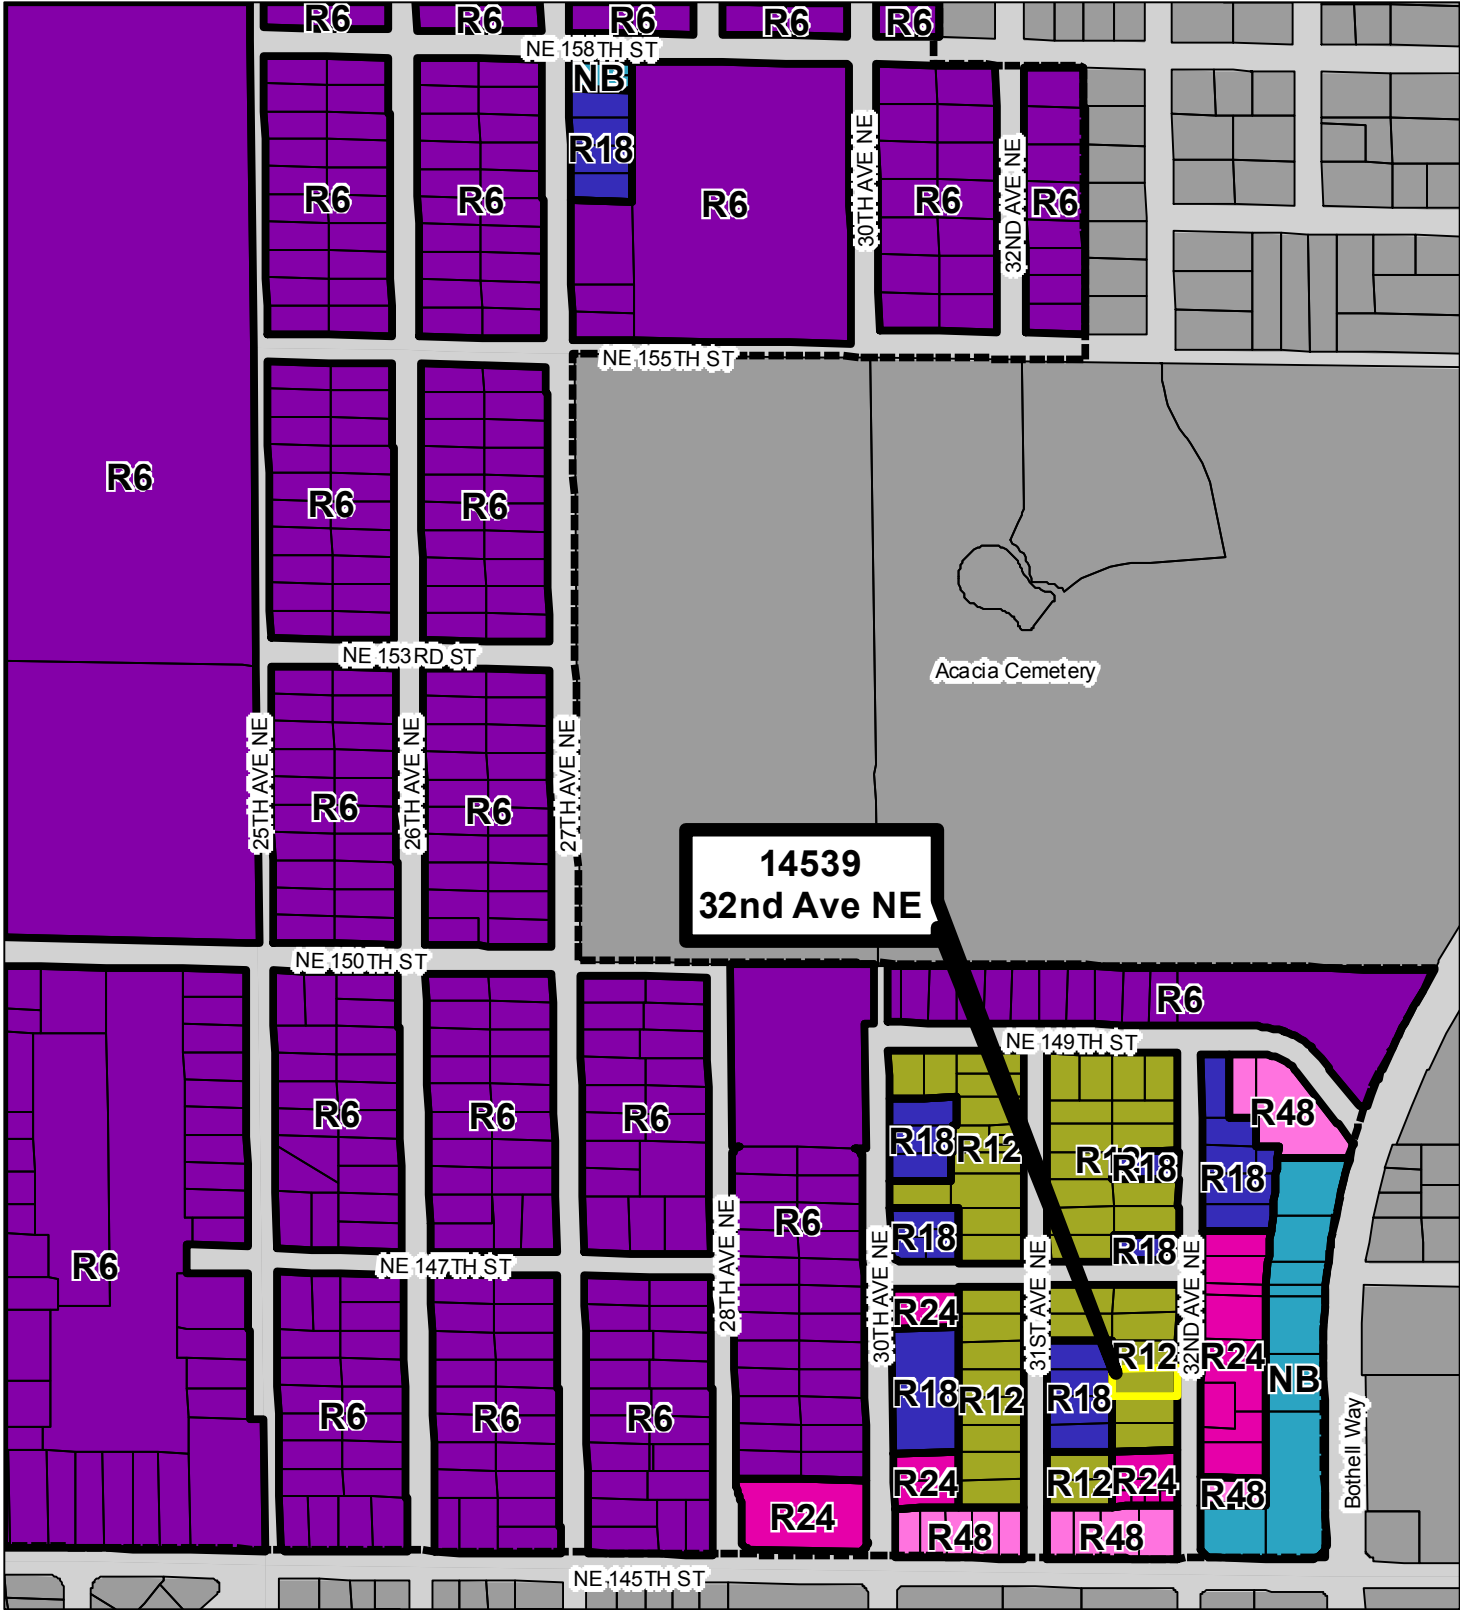 R6
R6
R6
R6
R6
NE 158TH ST
NB
R18
R6
R6
R6
30TH AVE NE
R6
32ND AVE NE
R6
NE 155TH ST
R6
R6
R6
NE 153RD ST
Acacia Cemetery
25TH AVE NE
R6
26TH AVE NE
R6
27TH AVE NE
14539
32nd Ave NE
NE 150TH ST
R6
NE 149TH ST
R6
R6
R6
R18
R12
R12
R18
R18
R48
R6
R6
28TH AVE NE
R18
R18
NE 147TH ST
30TH AVE NE
31ST AVE NE
32ND AVE NE
R24
R12
R24
R6
R6
R6
R18
R12
R18
NB
Bothell Way
R24
R12
R24
R48
R24
R48
R48
NE 145TH ST